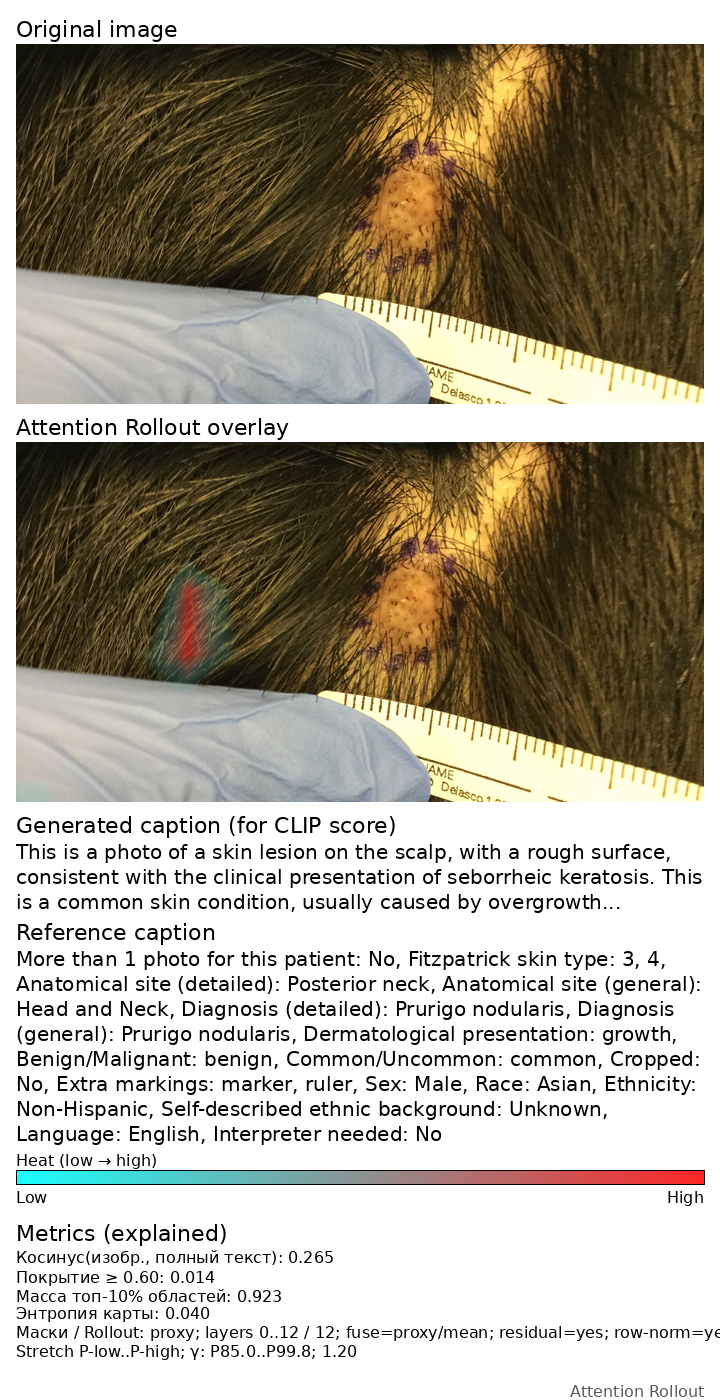 Original image
AME
Delasco
Attention Rollout overlay
AME
Delasco
Generated caption (for CLIP score)
This is a photo of a skin lesion on the scalp, with a rough surface,
consistent with the clinical presentation of seborrheic keratosis. This
is a common skin condition, usually caused by overgrowth...
Reference caption
More than 1 photo for this patient: No, Fitzpatrick skin type: 3, 4,
Anatomical site (detailed): Posterior neck, Anatomical site (general):
Head and Neck, Diagnosis (detailed): Prurigo nodularis, Diagnosis
(general): Prurigo nodularis, Dermatological presentation: growth,
Benign/Malignant: benign, Common/Uncommon: common, Cropped:
No, Extra markings: marker, ruler, Sex: Male, Race: Asian, Ethnicity:
Non-Hispanic, Self-described ethnic background: Unknown,
Language: English, Interpreter needed: No
Heat (low → high)
Low High
Metrics (explained)
Косинус(изобр., полный текст): 0.265
Покрытие ≥ 0.60: 0.014
Масса топ-10% областей: 0.923
Энтропия карты: 0.040
Маски / Rollout: proxy; layers 0..12 / 12; fuse=proxy/mean; residual=yes; row-norm=ye
Stretch P-low..P-high; γ: P85.0..P99.8; 1.20
Attention Rollout